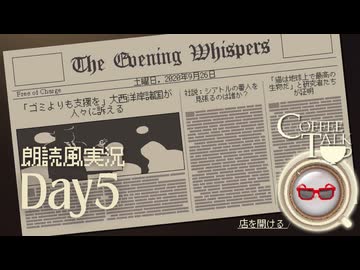 The Evening Whispers
土曜日, 2020年9月26日
Free of Charge
「ゴミよりも支援を」大西洋岸諸国が
人々に訴える
社説：シアトルの番人を
見張るのは誰か？
「猫は地球上で最高の
生物だ」と研究者たち
が証明
朗読風実況
Day5
COFFEE
TALK
店を開ける